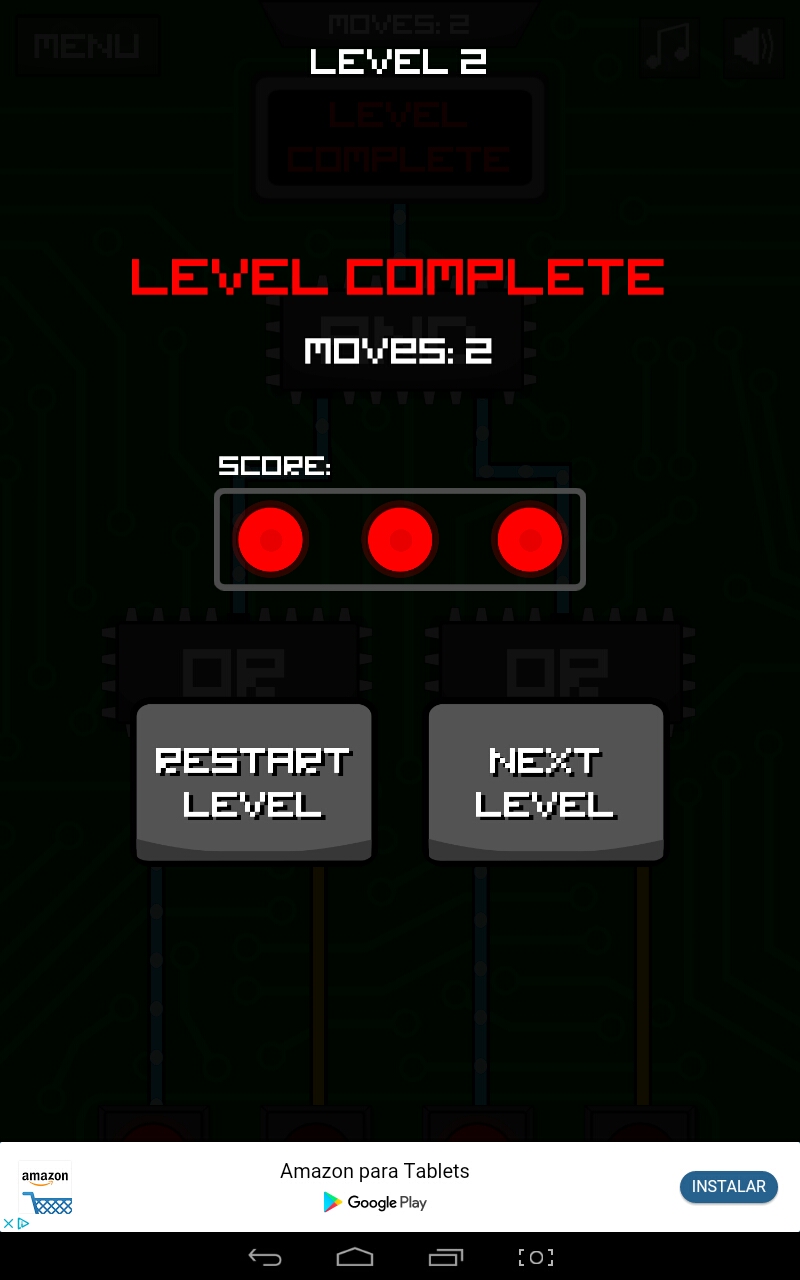 MOVES: 2
MENU
LEVEL 2
LEVEL
COMPLETE
LEVEL COMPLETE
AND
MOVES: 2
SCORE:
OR
OR
RESTART
LEVEL
NEXT
LEVEL
amazon
Amazon para Tablets
Google Play
INSTALAR